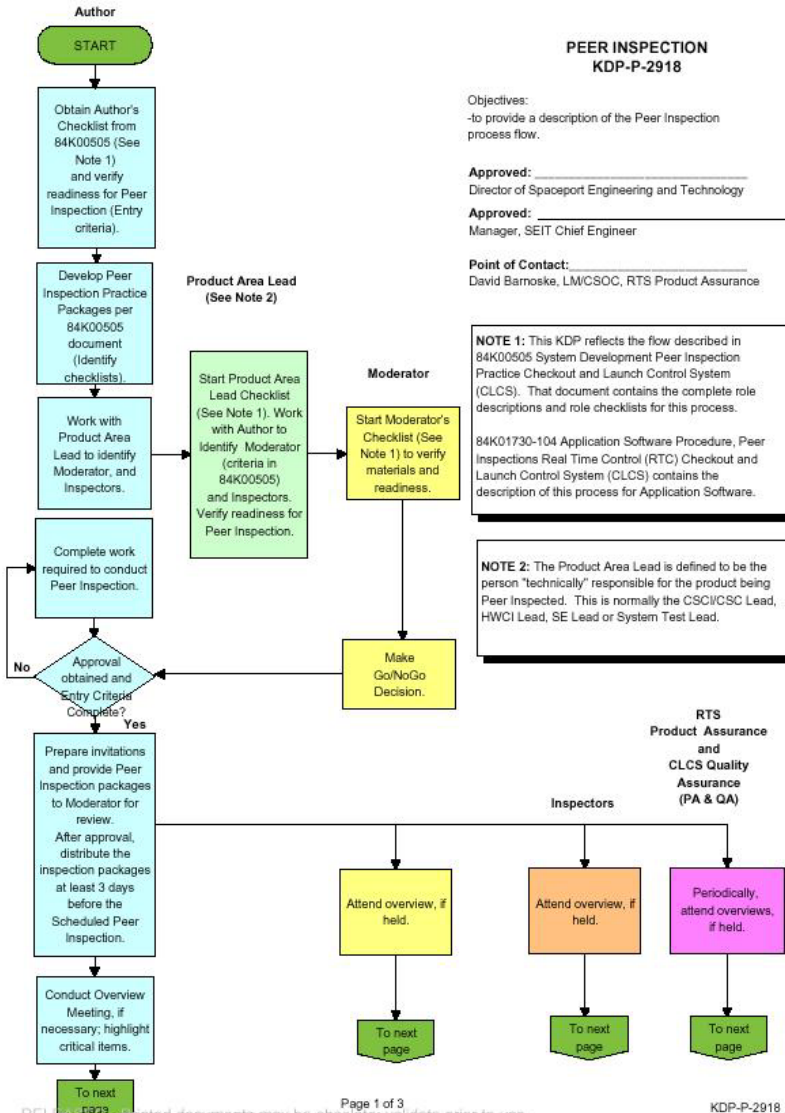 Author
START
PEER INSPECTION
KDP-P-2918
Objectives:
-to provide a description of the Peer Inspection
process flow.
Approved: ________________________________
Director of Spaceport Engineering and Technology
Approved: ________________________________
Manager, SEIT Chief Engineer
Point of Contact:___________________________
David Barnoske, LM/CSOC, RTS Product Assurance
Obtain Author's
Checklist from
84K00505 (See
Note 1)
and verify
readiness for Peer
Inspection (Entry
criteria).
Develop Peer
Inspection Practice
Packages per
84K00505
document
(Identify
checklists).
Work with
Product Area
Lead to identify
Moderator, and
Inspectors.
Product Area Lead
(See Note 2)
Start Product Area
Lead Checklist
(See Note 1). Work
with Author to
Identify Moderator
(criteria in
84K00505)
and Inspectors.
Verify readiness for
Peer Inspection.
Moderator
Start Moderator's
Checklist (See
Note 1) to verify
materials and
readiness.
NOTE 1: This KDP reflects the flow described in
84K00505 System Development Peer Inspection
Practice Checkout and Launch Control System
(CLCS). That document contains the complete role
descriptions and role checklists for this process.
84K01730-104 Application Software Procedure, Peer
Inspections Real Time Control (RTC) Checkout and
Launch Control System (CLCS) contains the
description of this process for Application Software.
NOTE 2: The Product Area Lead is defined to be the
person "technically" responsible for the product being
Peer Inspected. This is normally the CSCI/CSC Lead,
HWCI Lead, SE Lead or System Test Lead.
Complete work
required to conduct
Peer Inspection.
No
Approval
obtained and
Entry Criteria
Complete?
Yes
Make
Go/NoGo
Decision.
Prepare invitations
and provide Peer
Inspection packages
to Moderator for
review.
After approval,
distribute the
inspection packages
at least 3 days
before the
Scheduled Peer
Inspection.
Inspectors
RTS
Product Assurance
and
CLCS Quality
Assurance
(PA & QA)
Attend overview, if
held.
Attend overview, if
held.
Periodically,
attend overviews,
if held.
Conduct Overview
Meeting, if
necessary; highlight
critical items.
To next
page
To next
page
To next
page
To next
page
Page 1 of 3
KDP-P-2918